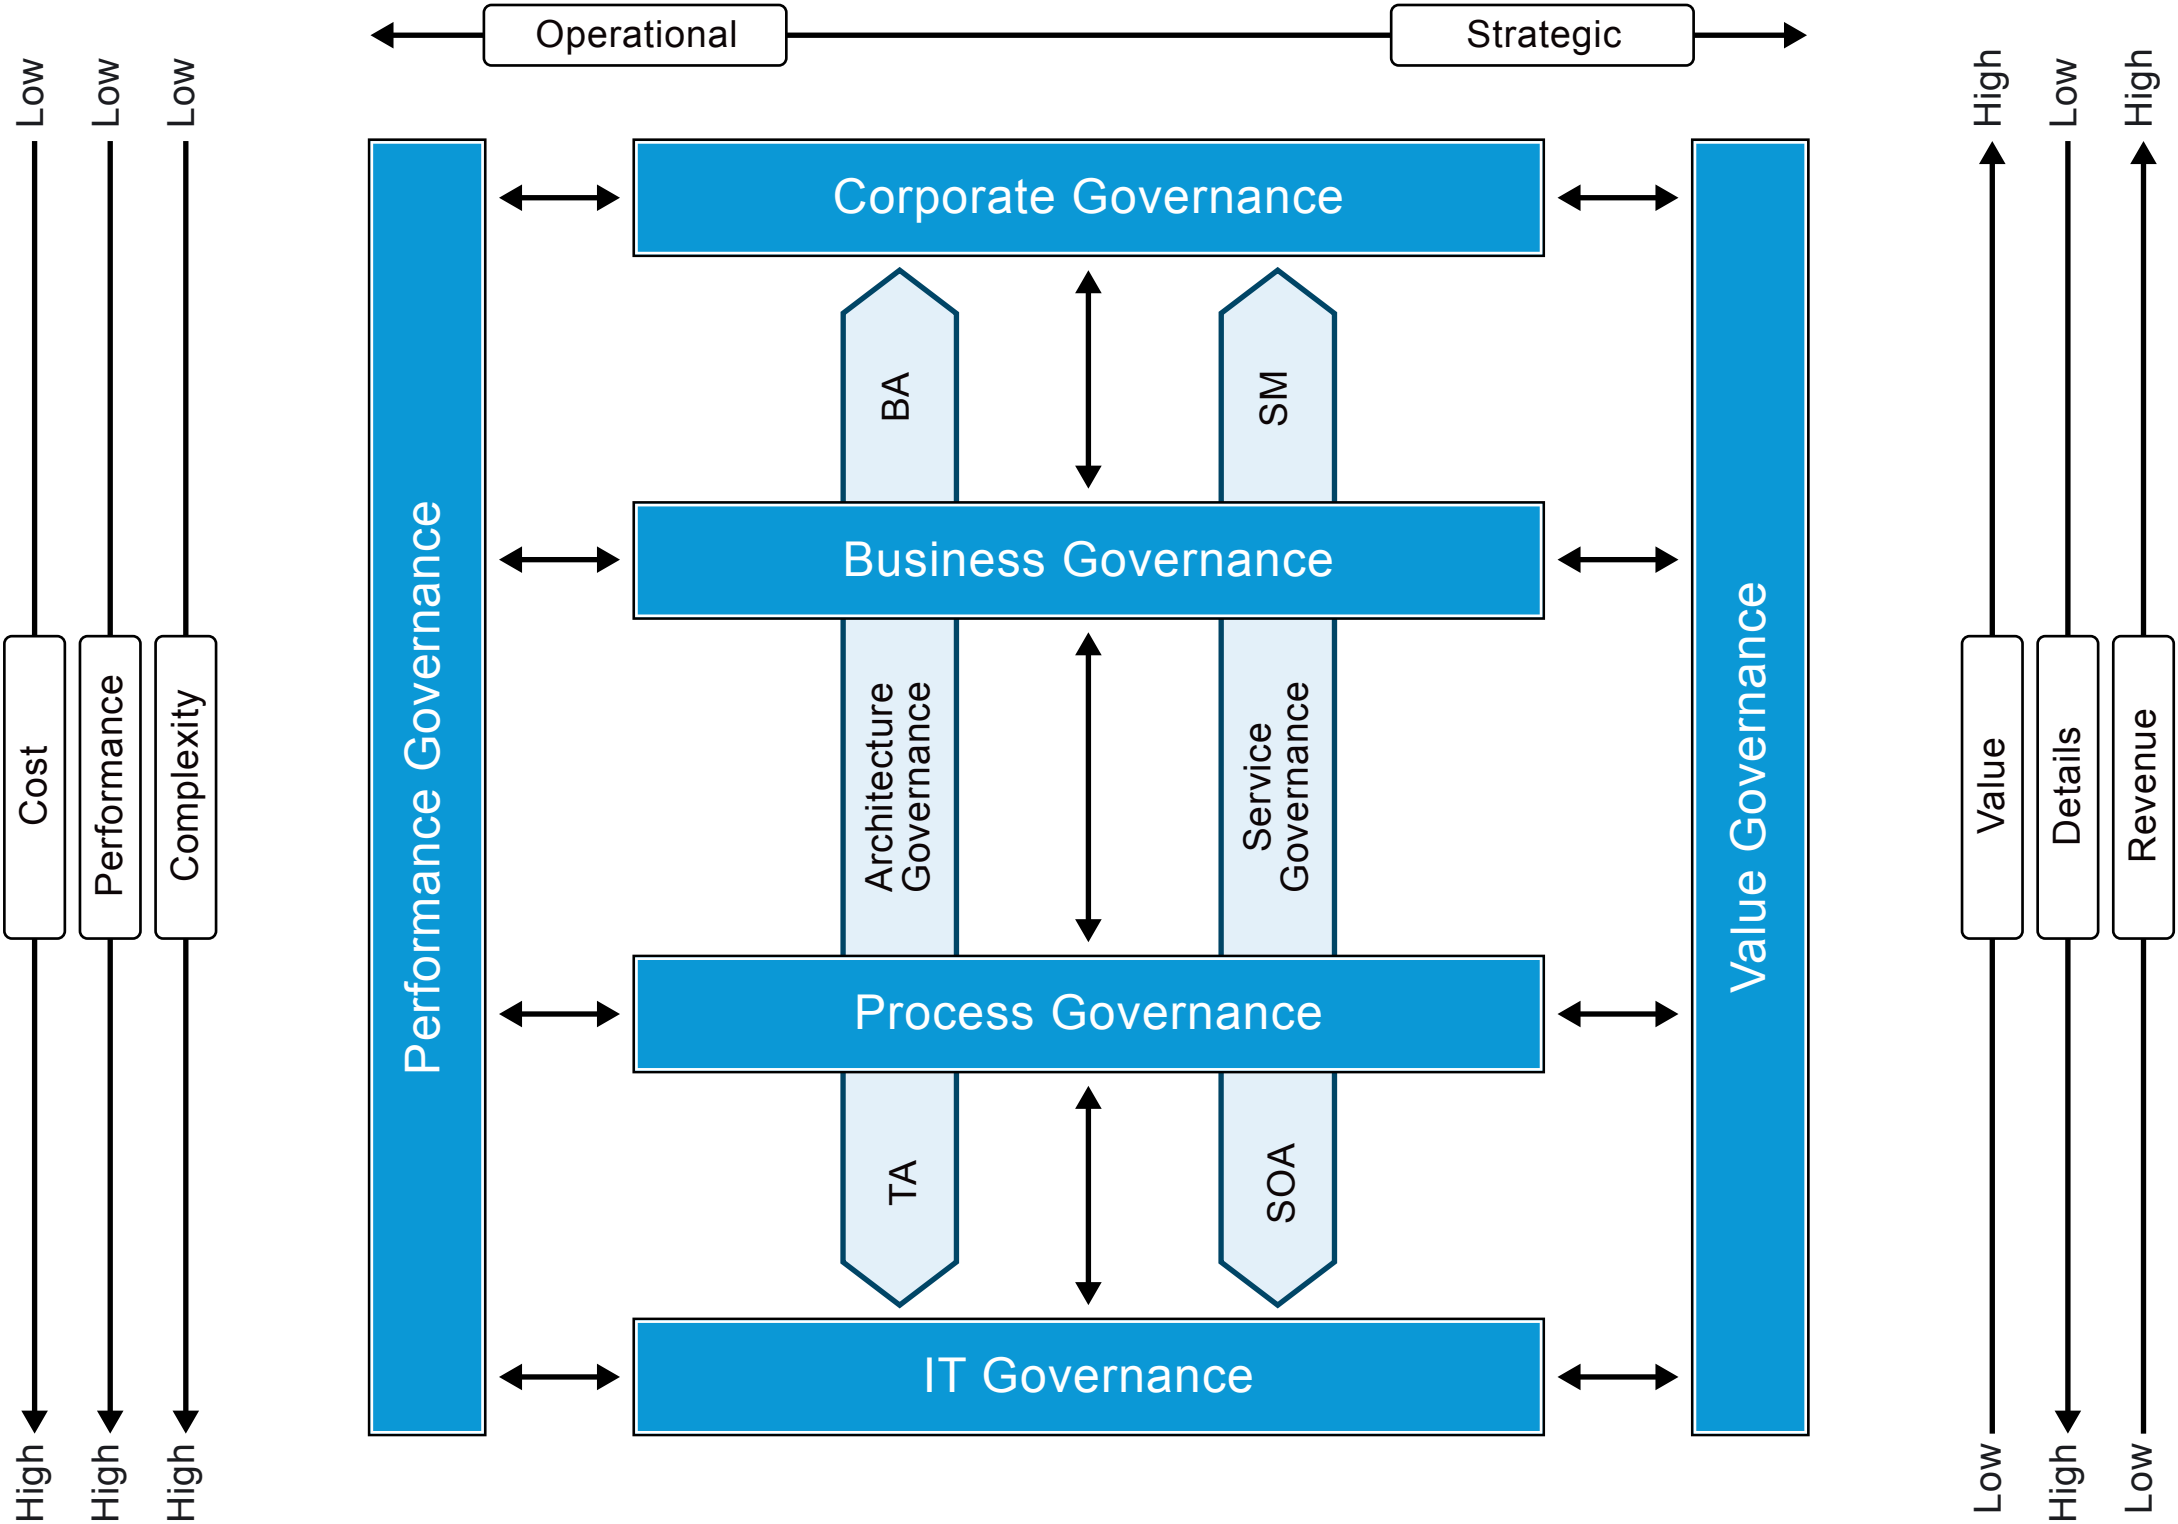 Operational
Strategic
Low
Low
Low
High
Low
High
Corporate Governance
BA
SM
Business Governance
Cost
Performance
Complexity
Performance Governance
Architecture
Governance
Service
Governance
Value Governance
Value
Details
Revenue
Process Governance
TA
SOA
IT Governance
High
High
High
Low
High
Low